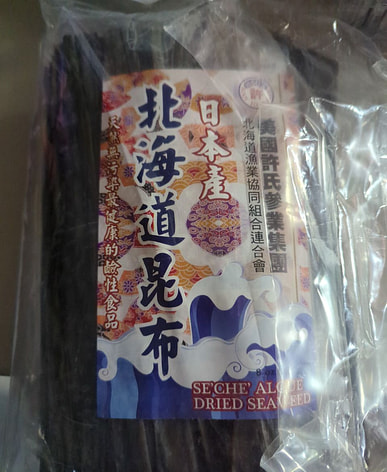 許
美國許氏參業集團
北海道漁業協同組合連合會
日本產
北海道昆布
的鹼性食品
SE'CHE' ALGUE
DRIED SEAWEED